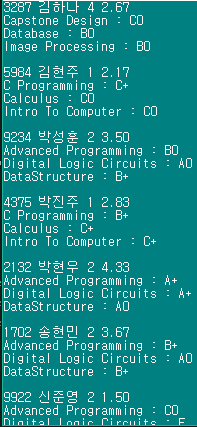 3287 김하나 4 2.67
Capstone Design : C0
Database : B0
Image Processing : B0
5984 김현주 1 2.17
C Programming : C+
Calculus : C0
Intro To Computer : C0
9234 박성훈 2 3.50
Advanced Programming : B0
Digital Logic Circuits : A0
DataStructure : B+
4375 박진주 1 2.83
C Programming : B+
Calculus : C+
Intro To Computer : C+
2132 박현우 2 4.33
Advanced Programming : A+
Digital Logic Circuits : A+
DataStructure : A0
1702 송현민 2 3.67
Advanced Programming : B+
Digital Logic Circuits : A0
DataStructure : B+
9922 신준영 2 1.50
Advanced Programming : C0
Digital Logic Circuits : F